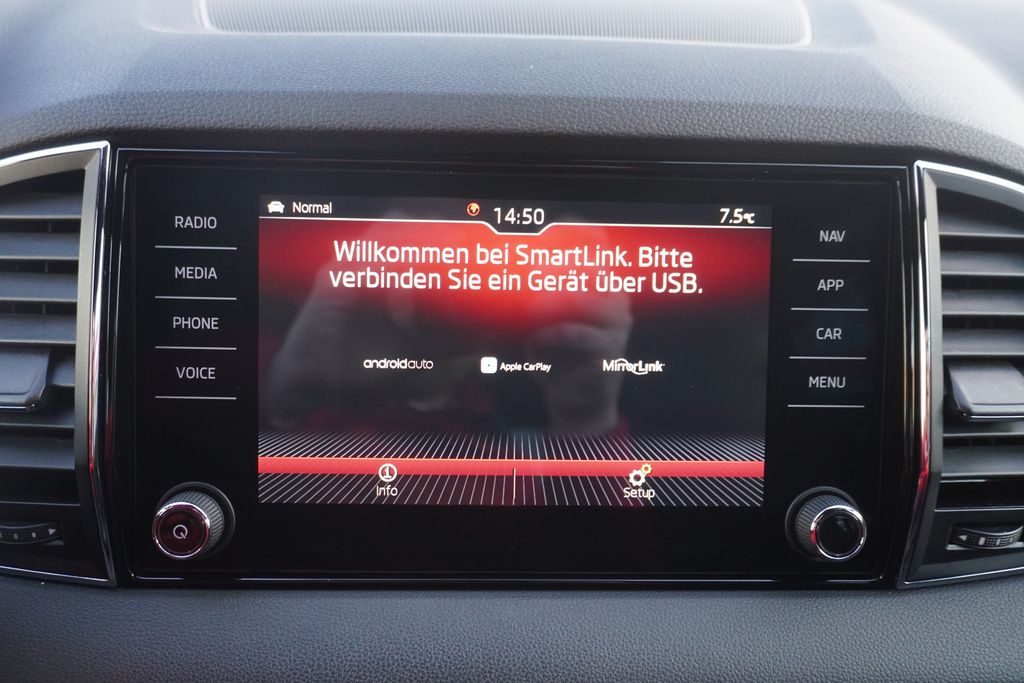 Normal
14:50
7.5°C
RADIO
MEDIA
PHONE
VOICE
Willkommen bei SmartLink. Bitte
verbinden Sie ein Gerät über USB.
androidauto
Apple CarPlay
MirrorLink
Info
Setup
NAV
APP
CAR
MENU